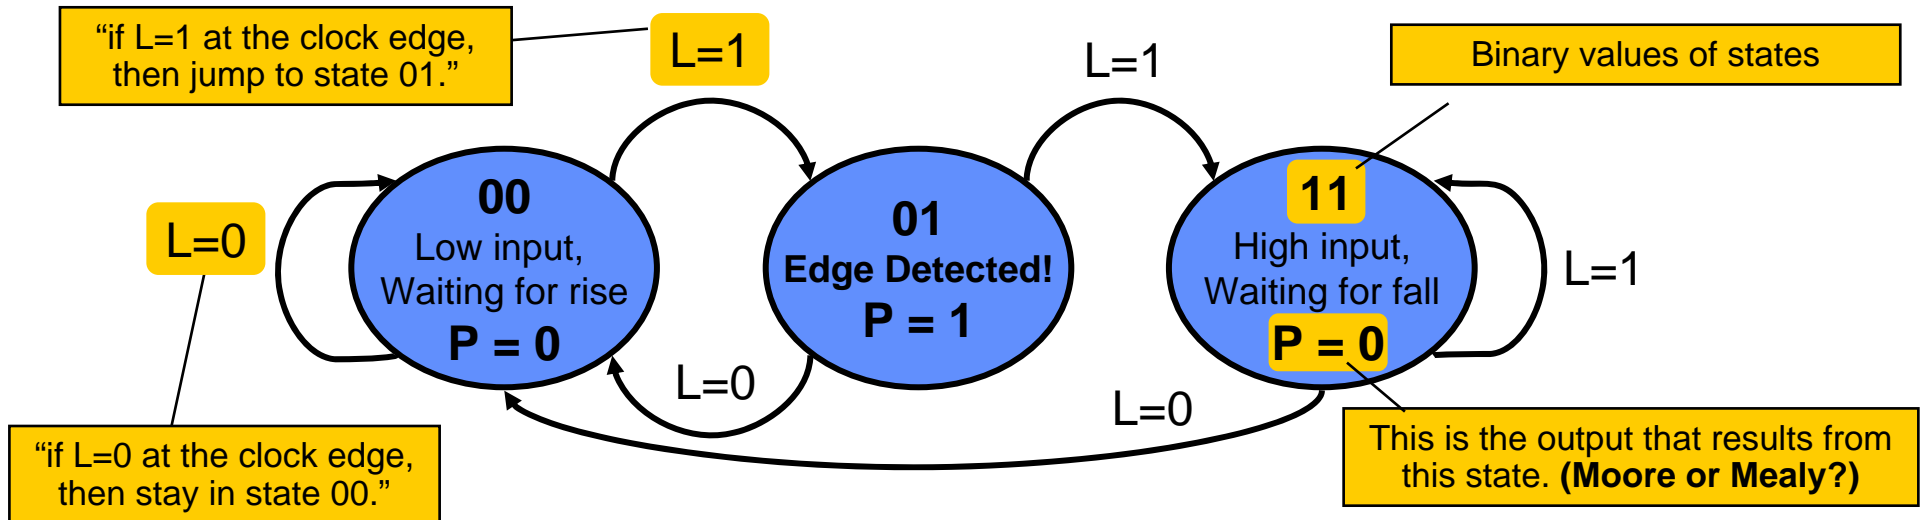 “if L=1 at the clock edge,
then jump to state 01.”
L=1
L=1
Binary values of states
L=0
00
Low input,
Waiting for rise
P = 0
01
Edge Detected!
P = 1
11
High input,
Waiting for fall
P = 0
L=1
L=0
L=0
“if L=0 at the clock edge,
then stay in state 00.”
This is the output that results from
this state. (Moore or Mealy?)